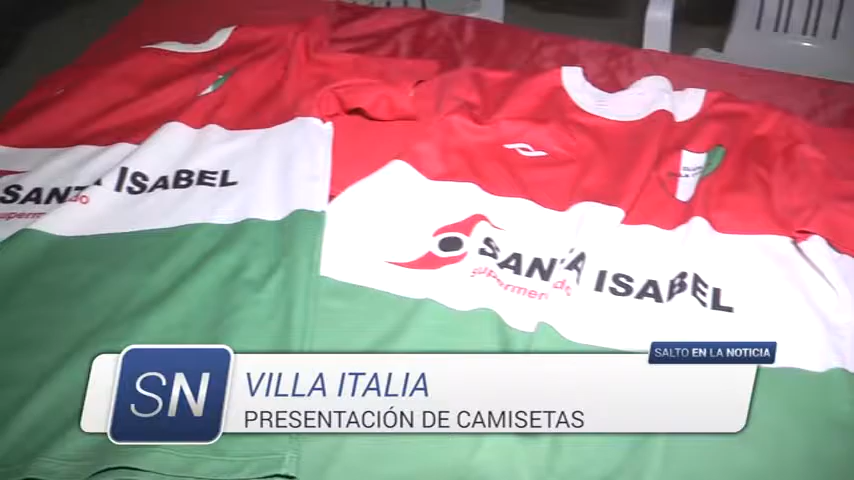 SANTA ISABEL
SANTA ISABEL
SALTO EN LA NOTICIA
SN
VILLA ITALIA
PRESENTACIÓN DE CAMISETAS